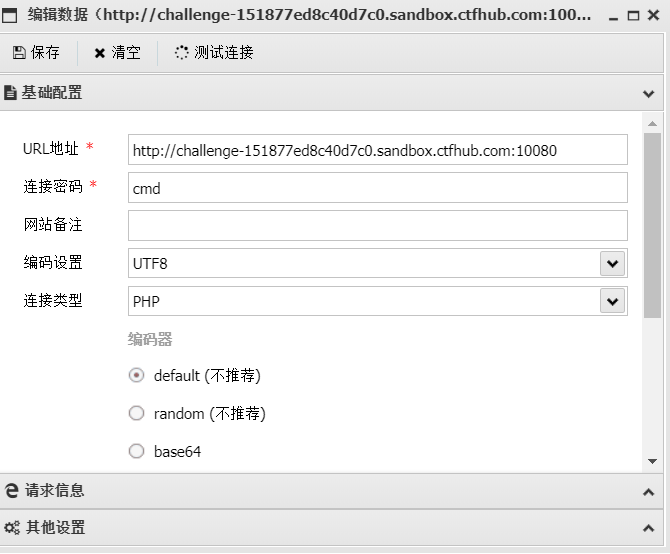 编辑数据（http://challenge-151877ed8c40d7c0.sandbox.ctfhub.com:100...
保存 清空 测试连接
基础配置
URL地址 * http://challenge-151877ed8c40d7c0.sandbox.ctfhub.com:10080
连接密码 * cmd
网站备注
编码设置 UTF8
连接类型 PHP
编码器
default (不推荐)
random (不推荐)
base64
请求信息
其他设置